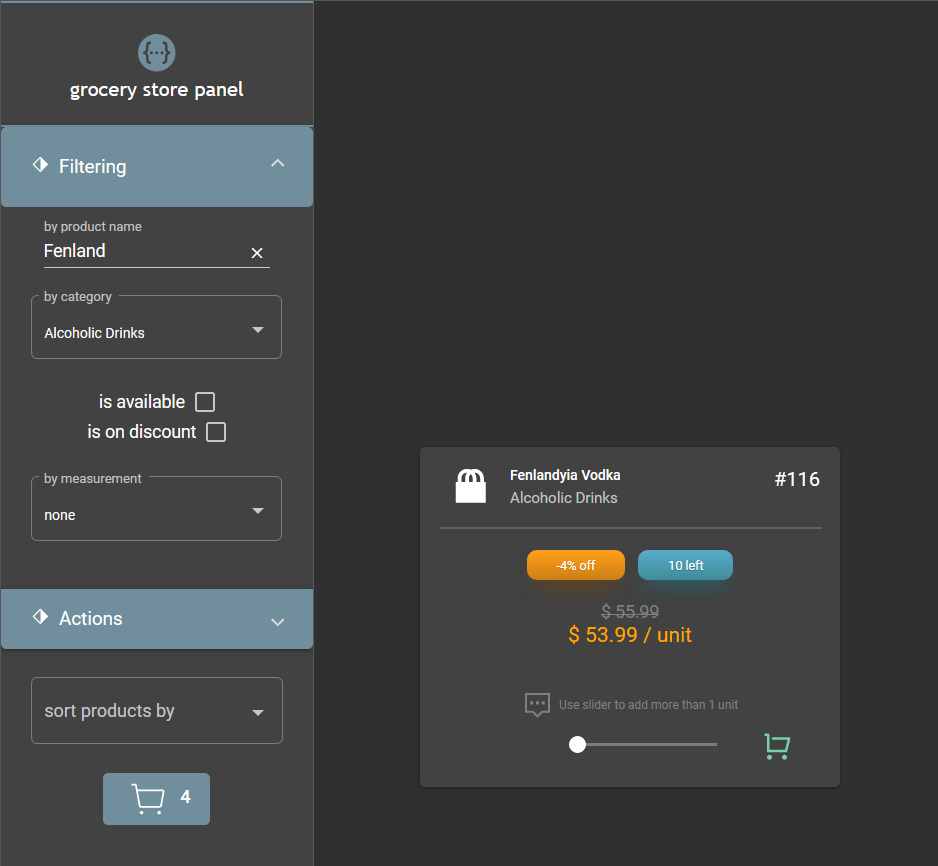 grocery store panel
Filtering
by product name
Fenland
by category
Alcoholic Drinks
is available
is on discount
by measurement
none
Actions
sort products by
4
Fenlandyia Vodka
#116
Alcoholic Drinks
-4% off
10 left
$ 55.99
$ 53.99 / unit
Use slider to add more than 1 unit